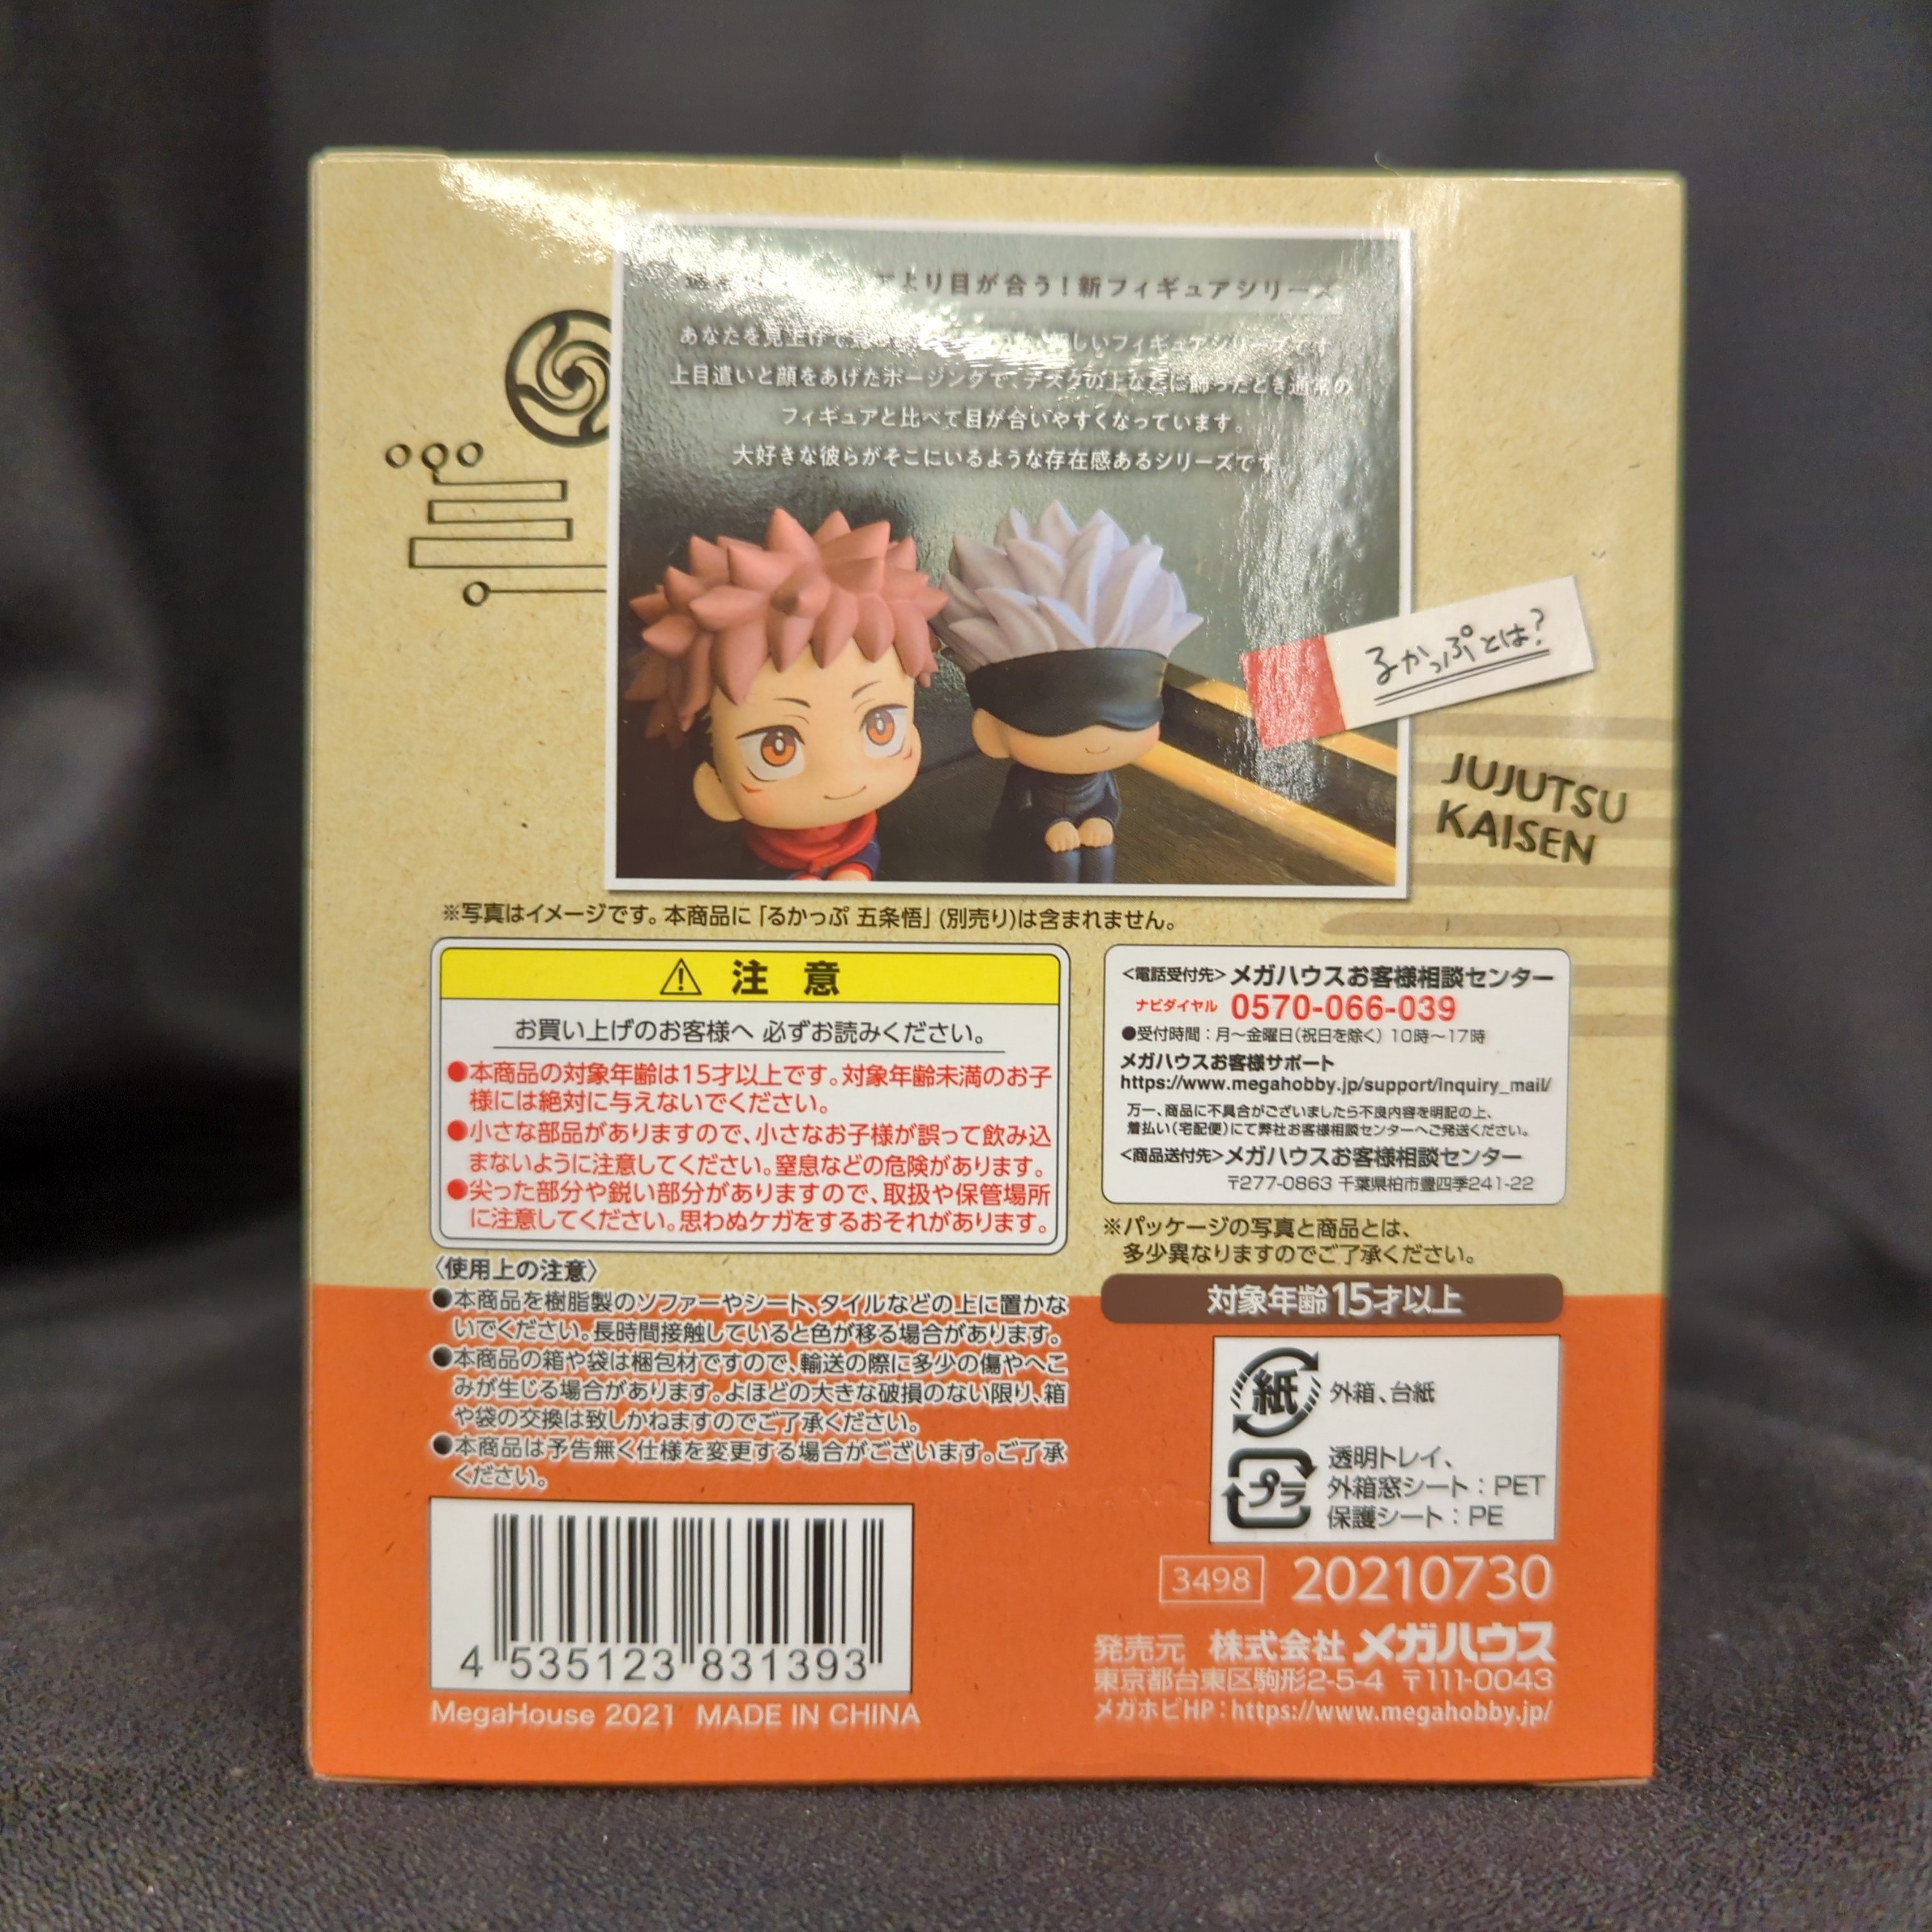 より目が合う!新フィギュアシリーズ
あなたを見上げて しいフィギュアシリーズです
上目遣いと顔をあげたポージングで、デスクの上などに飾ったとき通常の
フィギュアと比べて目が合いやすくなっています。
大好きな彼らがそこにいるような存在感あるシリーズです。
るかっぷとは?
JUJUTSU
KAISEN
※写真はイメージです。本商品に「るかっぷ 五条悟」(別売り)は含まれません。
⚠ 注 意
お買い上げのお客様へ 必ずお読みください。
●本商品の対象年齢は15才以上です。対象年齢未満のお子
様には絶対に与えないでください。
●小さな部品がありますので、小さなお子様が誤って飲み込
まないように注意してください。窒息などの危険があります。
●尖った部分や鋭い部分がありますので、取扱や保管場所
に注意してください。思わぬケガをするおそれがあります。
〈使用上の注意〉
●本商品を樹脂製のソファーやシート、タイルなどの上に置かな
いでください。長時間接触していると色が移る場合があります。
●本商品の箱や袋は梱包材ですので、輸送の際に多少の傷やへこ
みが生じる場合があります。よほどの大きな破損のない限り、箱
や袋の交換は致しかねますのでご了承ください。
●本商品は予告無く仕様を変更する場合がございます。ご了承
ください。
4 535123 831393
MegaHouse 2021 MADE IN CHINA
<電話受付先>メガハウスお客様相談センター
ナビダイヤル 0570-066-039
●受付時間:月〜金曜日(祝日を除く) 10時〜17時
メガハウスお客様サポート
https://www.megahobby.jp/support/inquiry_mail/
万一、商品に不具合がございましたら不良内容を明記の上、
着払い(宅配便)にて弊社お客様相談センターへご発送ください。
<商品送付先>メガハウスお客様相談センター
〒277-0863 千葉県柏市豊四季241-22
※パッケージの写真と商品とは、
多少異なりますのでご了承ください。
対象年齢15才以上
紙 外箱、台紙
プラ 透明トレイ、
外箱窓シート:PET
保護シート:PE
3498 20210730
発売元 株式会社 メガハウス
東京都台東区駒形2-5-4 〒111-0043
メガホビHP:https://www.megahobby.jp/